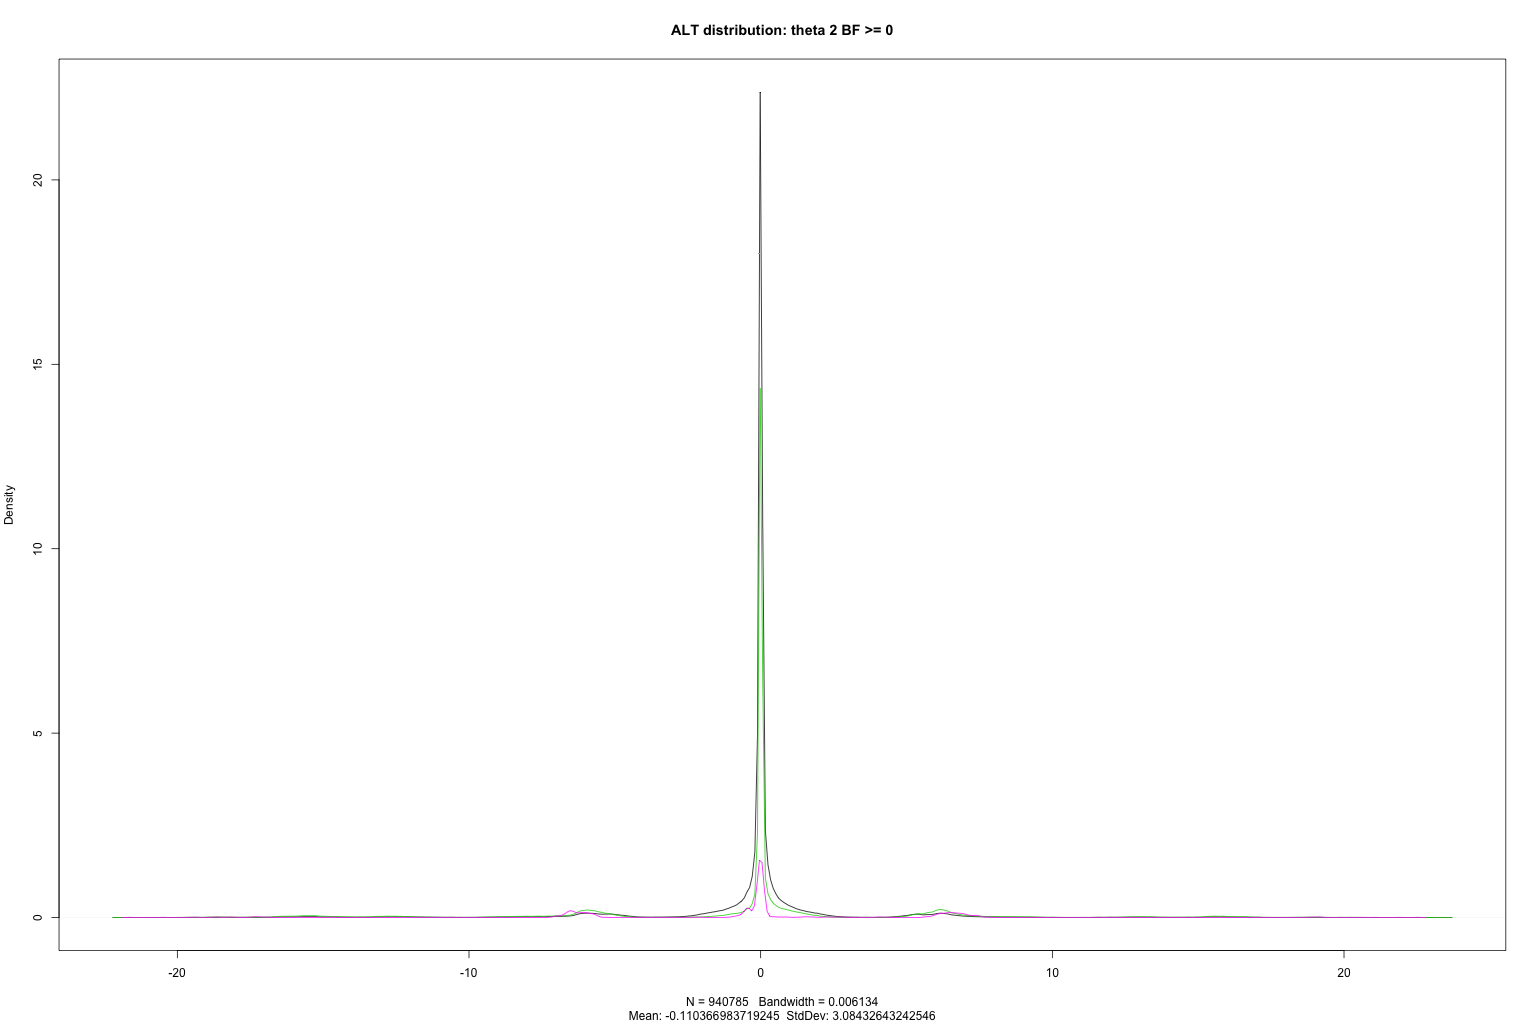 ALT distribution: theta 2 BF >= 0
Density
20
15
10
5
0
-20 -10 0 10 20
N = 940785 Bandwidth = 0.006134
Mean: -0.110366983719245 StdDev: 3.08432643242546